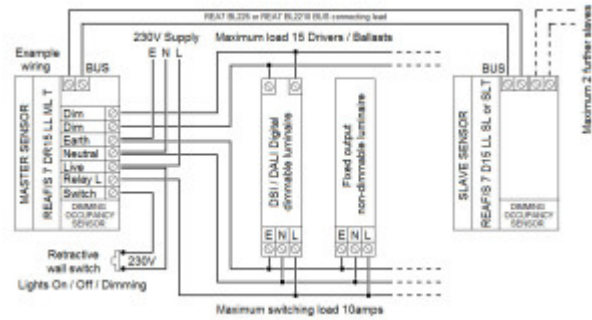 REA7 BL226 or REA7 BL2210 BUS connecting lead
230V Supply
Maximum load 15 Drivers / Ballasts
E N L
Example
wiring
BUS
MASTER SENSOR
REAFIS 7 DR15 LL ML T
Dim
Dim
Earth
Neutral
Live
Relay L
Switch
DIMMING
OCCUPANCY
SENSOR
DSI / DALI Digital
dimmable luminaire
E N L
Fixed output
non-dimmable luminaire
E N L
BUS
SLAVE SENSOR
REAFIS 7 D15 LL SL or SLT
DIMMING
OCCUPANCY
SENSOR
Maximum 2 further slaves
Retractive
wall switch
230V
Lights On / Off / Dimming
Maximum switching load 10amps